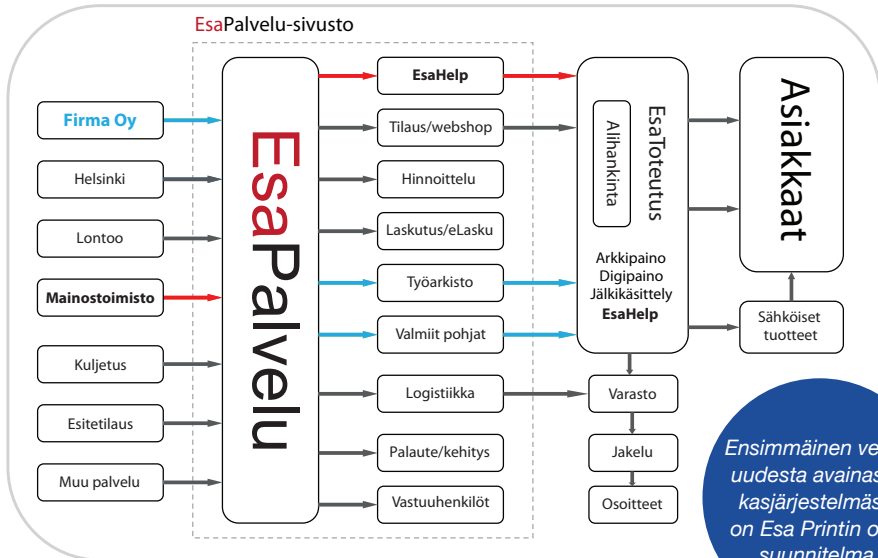 EsaPalvelu-sivusto
Firma Oy
Helsinki
Lontoo
Mainostoimisto
Kuljetus
Esitetilaus
Muu palvelu
EsaPalvelu
EsaHelp
Tilaus/webshop
Hinnoittelu
Laskutus/eLasku
Työarkisto
Valmiit pohjat
Logistiikka
Palaute/kehitys
Vastuuhenkilöt
EsaToteutus
Alihankinta
Arkkipaino
Digipaino
Jälkikäsittely
EsaHelp
Varasto
Jakelu
Osoitteet
Asiakkaat
Sähköiset
tuotteet
Ensimmäinen ve
uudesta avainas
kasjärjestelmäs
on Esa Printin o
suunnitelma